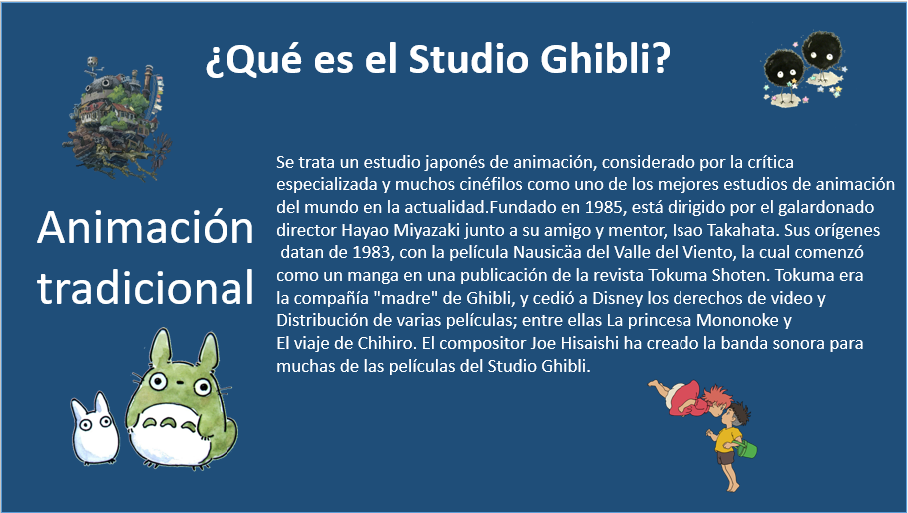 ¿Qué es el Studio Ghibli?
Animación
tradicional
Se trata un estudio japonés de animación, considerado por la crítica
especializada y muchos cinéfilos como uno de los mejores estudios de animación
del mundo en la actualidad.Fundado en 1985, está dirigido por el galardonado
director Hayao Miyazaki junto a su amigo y mentor, Isao Takahata. Sus orígenes
datan de 1983, con la película Nausicäa del Valle del Viento, la cual comenzó
como un manga en una publicación de la revista Tokuma Shoten. Tokuma era
la compañía "madre" de Ghibli, y cedió a Disney los derechos de video y
Distribución de varias películas; entre ellas La princesa Mononoke y
El viaje de Chihiro. El compositor Joe Hisaishi ha creado la banda sonora para
muchas de las películas del Studio Ghibli.